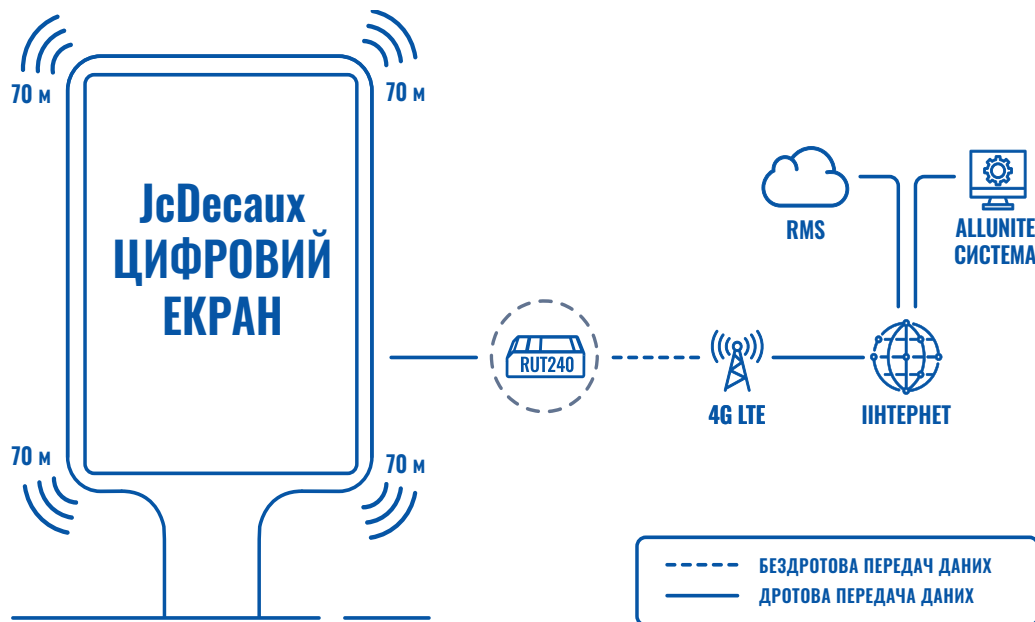 70 м
70 м
JcDecaux
ЦИФРОВИЙ
ЕКРАН
70 м
70 м
RUT240
4G LTE
ІІНТЕРНЕТ
RMS
ALLUNITE
СИСТЕМА
БЕЗДРОТОВА ПЕРЕДАЧ ДАНИХ
ДРОТОВА ПЕРЕДАЧА ДАНИХ